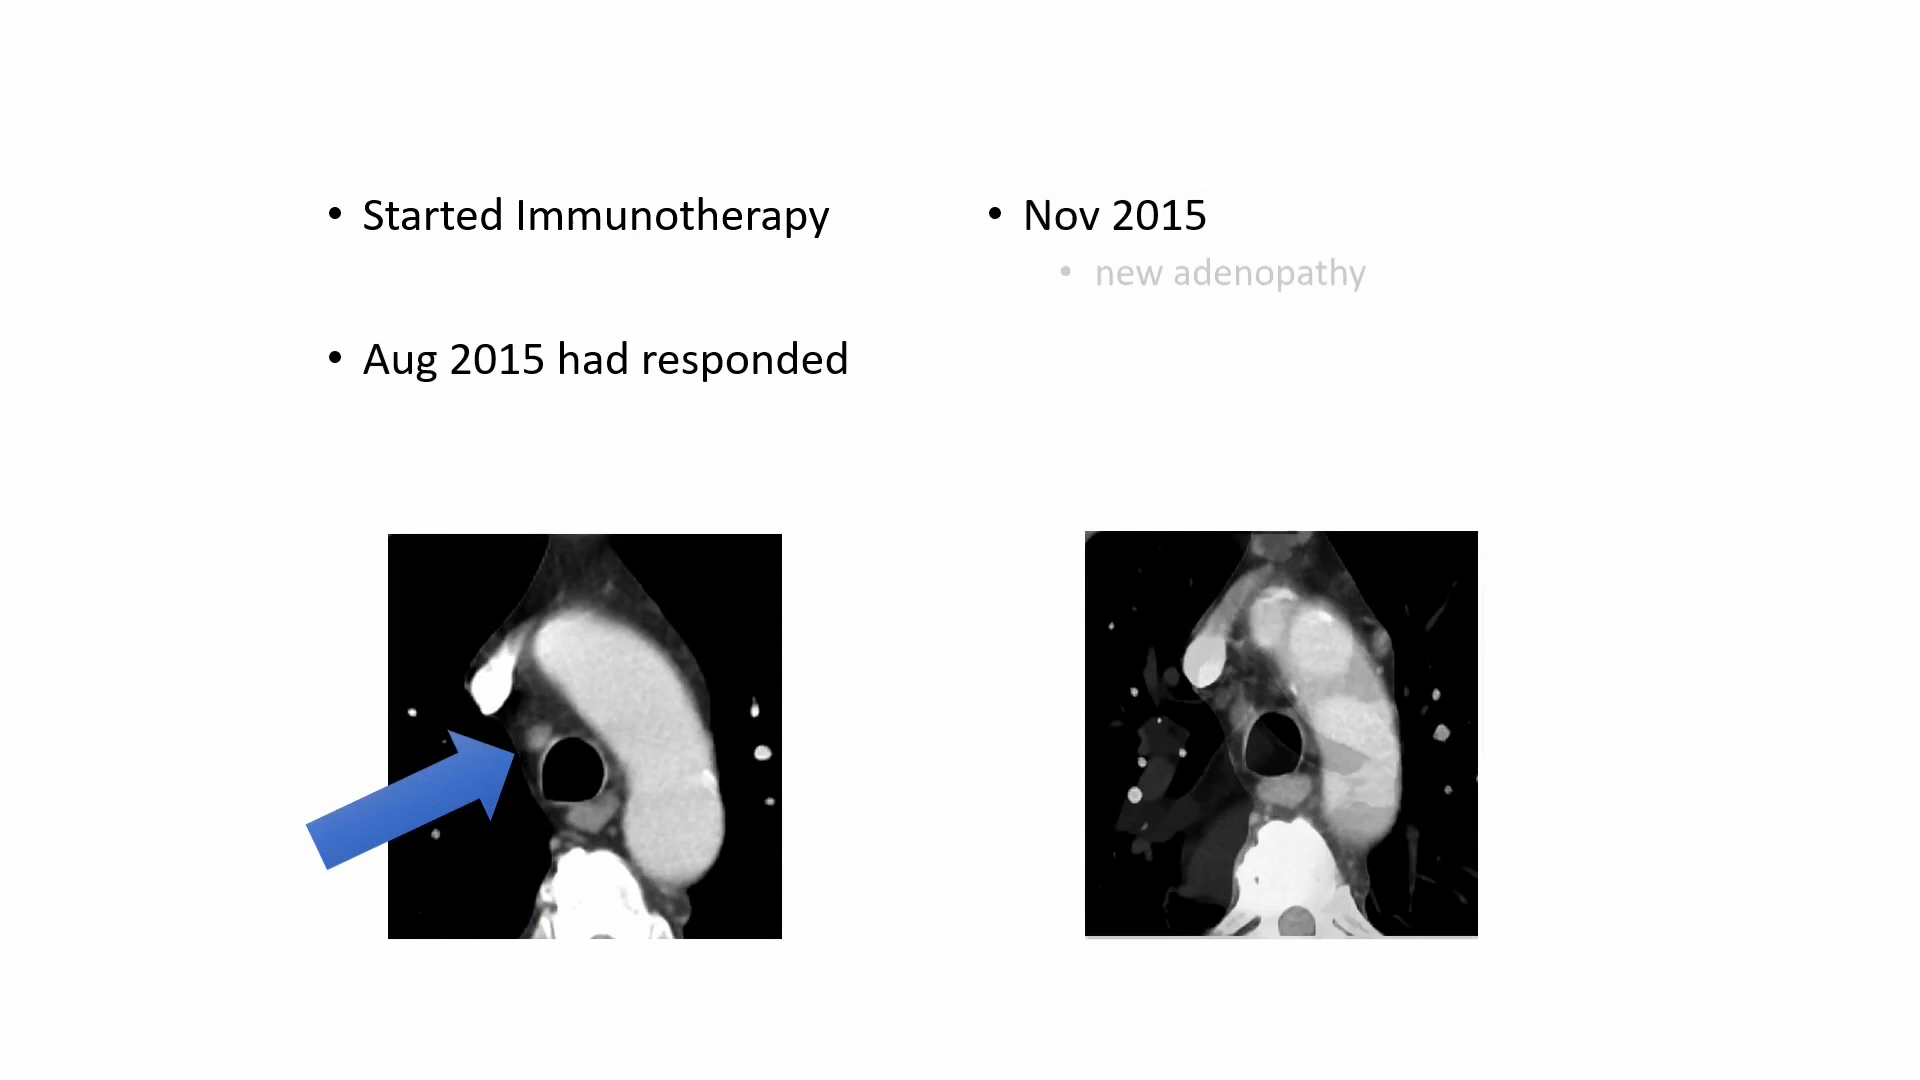 • Started Immunotherapy
• Aug 2015 had responded
• Nov 2015
• new adenopathy